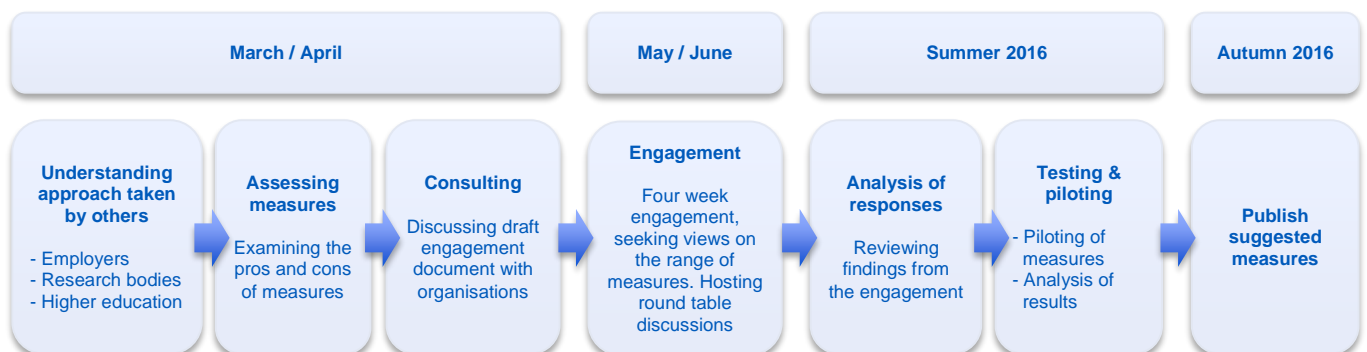 March / April
May / June
Summer 2016
Autumn 2016
Understanding
approach taken
by others
- Employers
- Research bodies
- Higher education
Assessing
measures
Examining the
pros and cons
of measures
Consulting
Discussing draft
engagement
document with
organisations
Engagement
Four week
engagement,
seeking views on
the range of
measures. Hosting
round table
discussions
Analysis of
responses
Reviewing
findings from
the engagement
Testing &
piloting
- Piloting of
measures
- Analysis of
results
Publish
suggested
measures